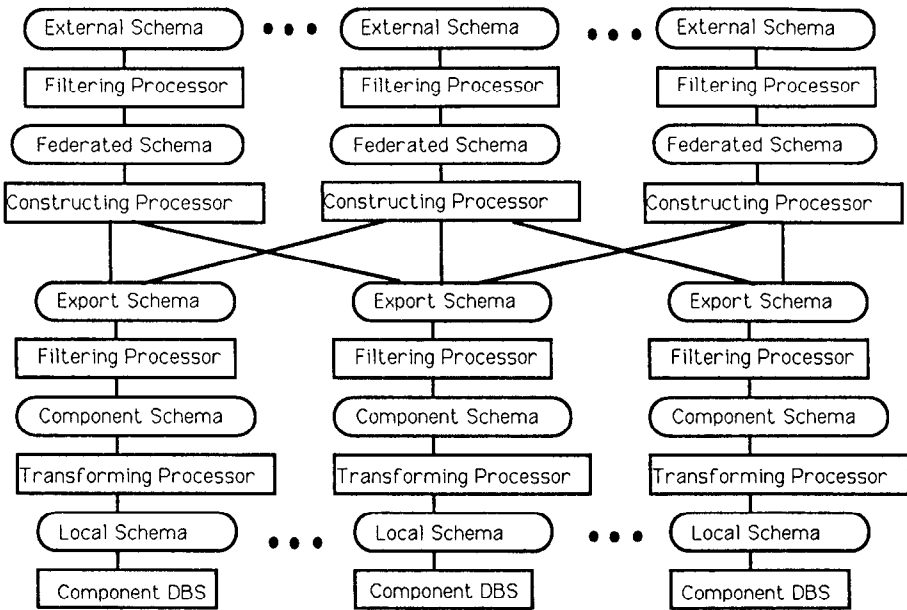 External Schema External Schema External Schema
Filtering Processor Filtering Processor Filtering Processor
Federated Schema Federated Schema Federated Schema
Constructing Processor Constructing Processor Constructing Processor
Export Schema Export Schema Export Schema
Filtering Processor Filtering Processor Filtering Processor
Component Schema Component Schema Component Schema
Transforming Processor Transforming Processor Transforming Processor
Local Schema Local Schema Local Schema
Component DBS Component DBS Component DBS